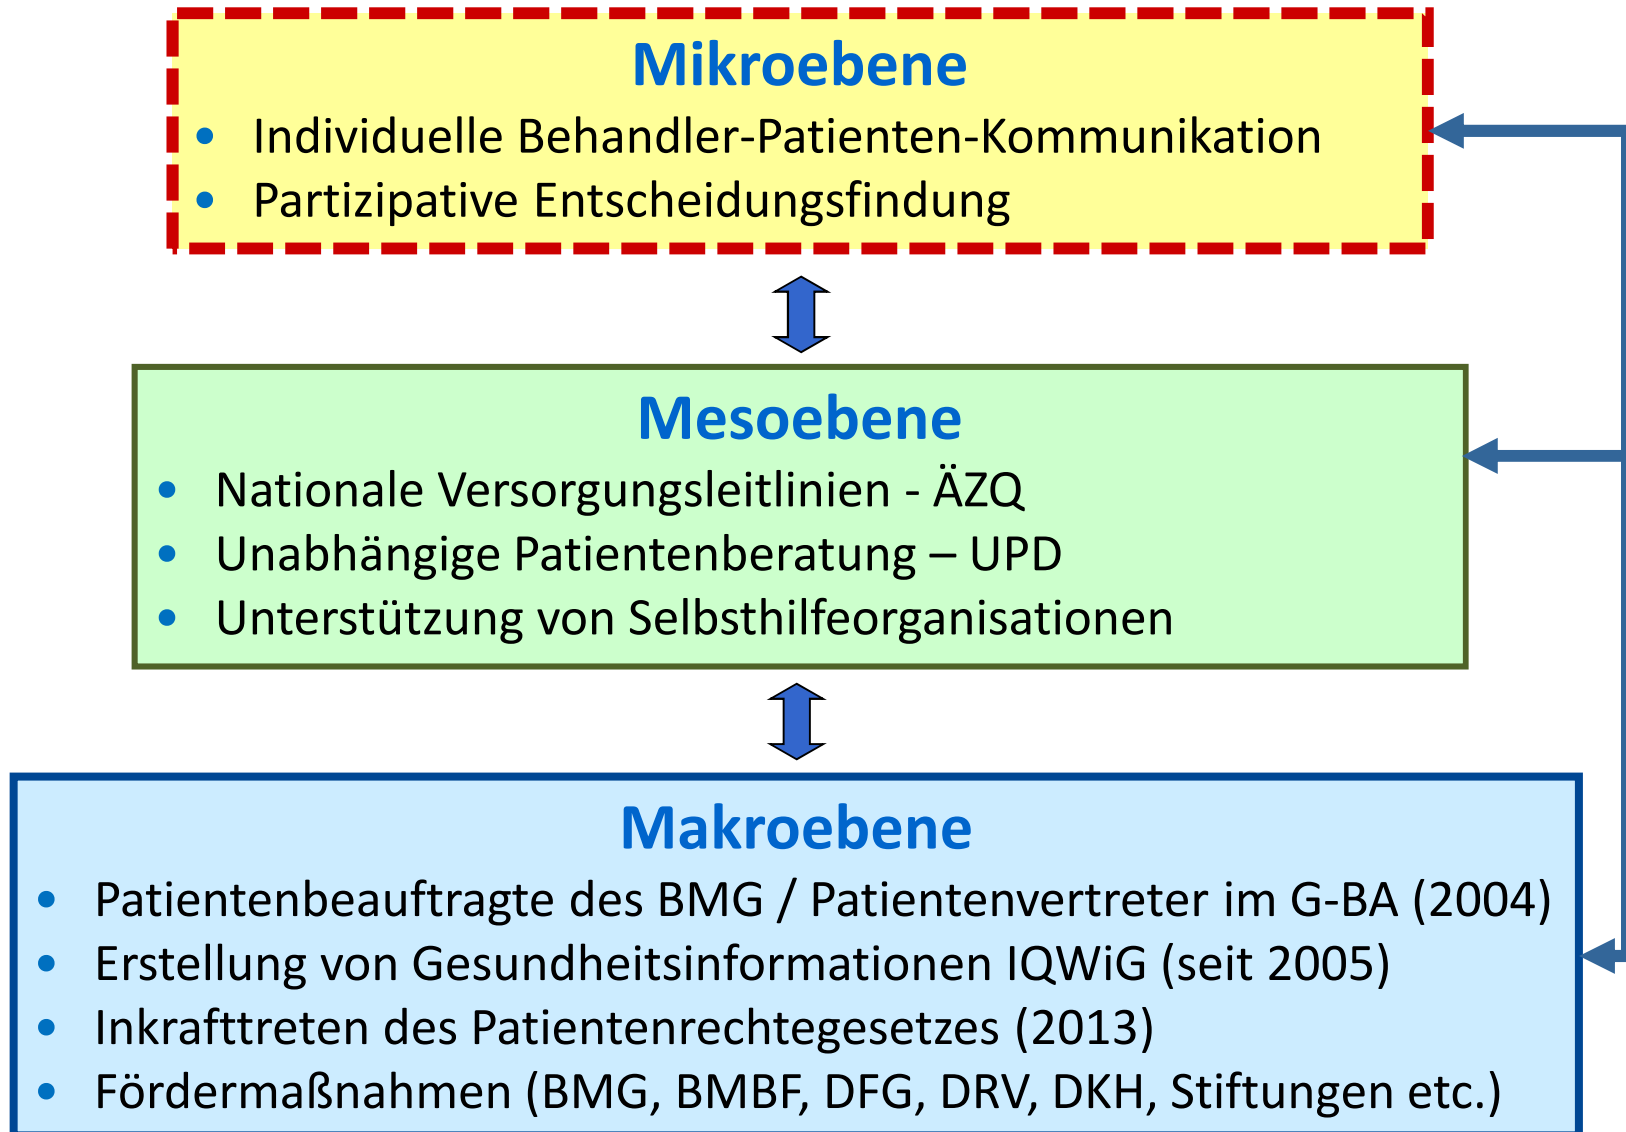 Mikroebene
• Individuelle Behandler-Patienten-Kommunikation
• Partizipative Entscheidungsfindung
Mesoebene
• Nationale Versorgungsleitlinien - ÄZQ
• Unabhängige Patientenberatung – UPD
• Unterstützung von Selbsthilfeorganisationen
Makroebene
• Patientenbeauftragte des BMG / Patientenvertreter im G-BA (2004)
• Erstellung von Gesundheitsinformationen IQWiG (seit 2005)
• Inkrafttreten des Patientenrechtegesetzes (2013)
• Fördermaßnahmen (BMG, BMBF, DFG, DRV, DKH, Stiftungen etc.)